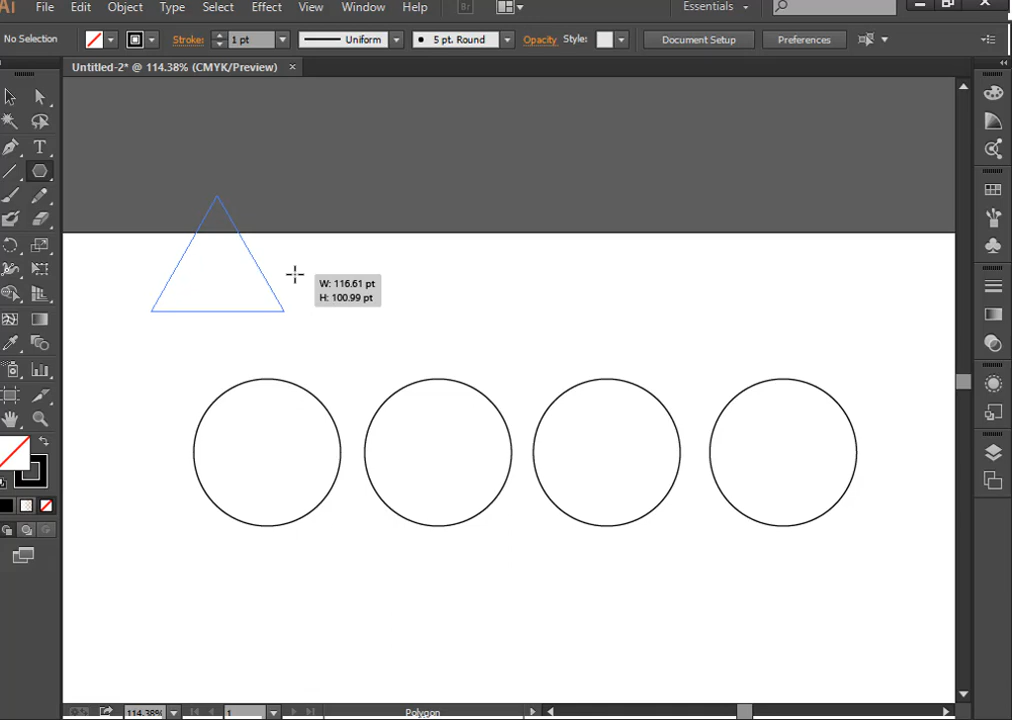 Ai File Edit Object Type Select Effect View Window Help Br Essentials
No Selection Stroke: 1 pt Uniform 5 pt. Round Opacity Style: Document Setup Preferences
Untitled-2* @ 114.38% (CMYK/Preview) ×
T
W: 116.61 pt
H: 100.99 pt
114.38% 1 Polygon